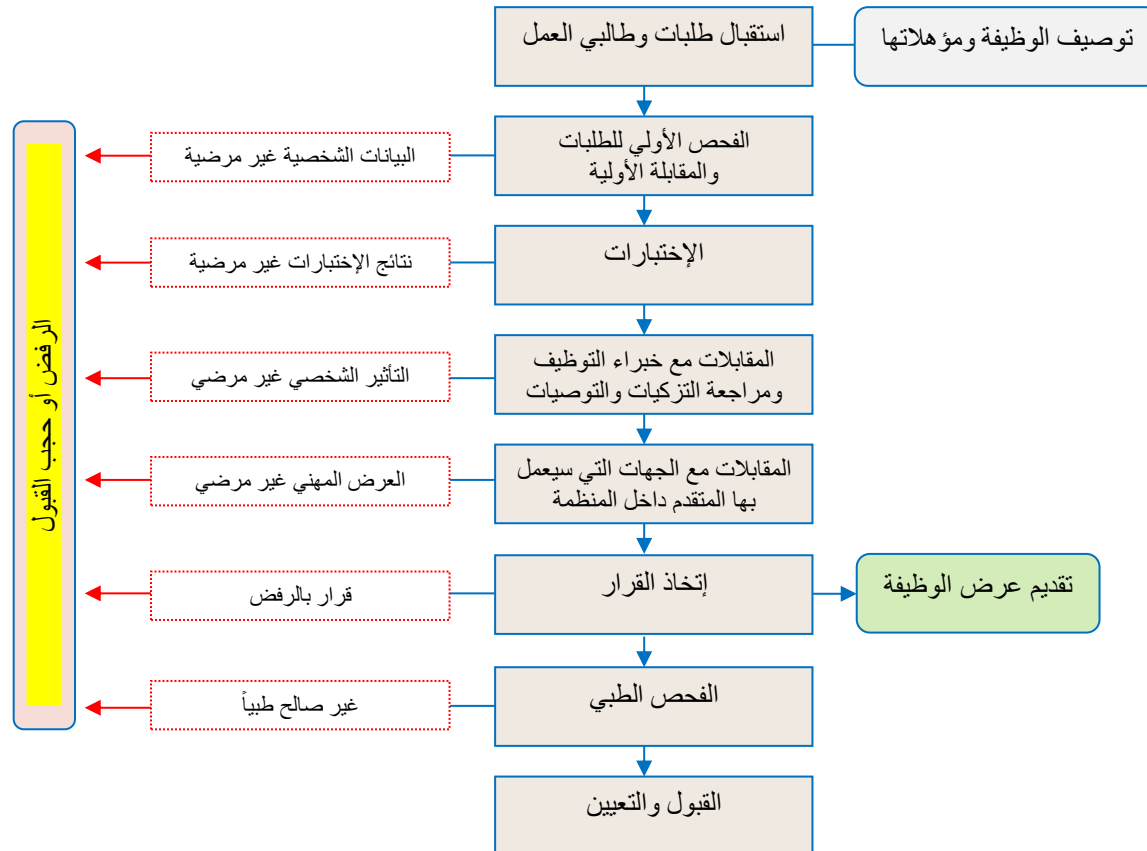 استقبال طلبات وطالبي العمل
توصيف الوظيفة ومؤهلاتها
الفحص الأولي للطلبات
والمقابلة الأولية
البيانات الشخصية غير مرضية
الإختبارات
نتائج الإختبارات غير مرضية
المقابلات مع خبراء التوظيف
ومراجعة التزكيات والتوصيات
التأثير الشخصي غير مرضي
المقابلات مع الجهات التي سيعمل
بها المتقدم داخل المنظمة
العرض المهني غير مرضي
إتخاذ القرار
تقديم عرض الوظيفة
قرار بالرفض
الفحص الطبي
غير صالح طبياً
القبول والتعيين
الرفض أو حجب القبول